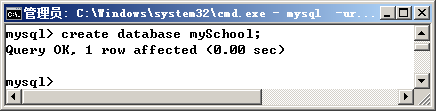 管理员: C:\Windows\system32\cmd.exe - mysql -ur...
mysql> create database mySchool;
Query OK, 1 row affected (0.00 sec)
mysql>